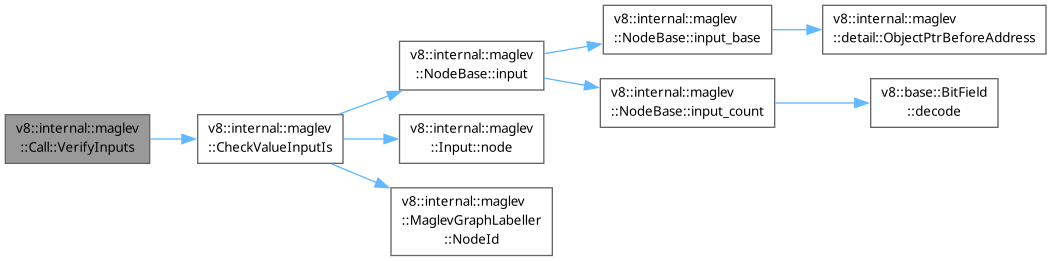 v8::internal::maglev
::Call::VerifyInputs
v8::internal::maglev
::CheckValueInputIs
v8::internal::maglev
::NodeBase::input
v8::internal::maglev
::NodeBase::input_base
v8::internal::maglev
::detail::ObjectPtrBeforeAddress
v8::internal::maglev
::NodeBase::input_count
v8::base::BitField
::decode
v8::internal::maglev
::Input::node
v8::internal::maglev
::MaglevGraphLabeller
::NodeId